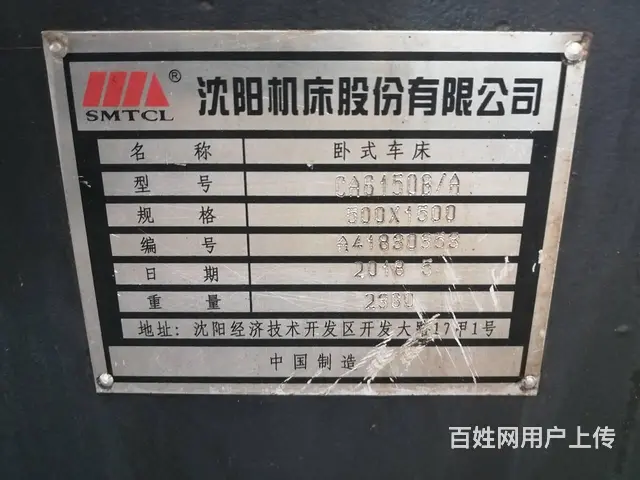 SMTCL ® 沈阳机床股份有限公司
名 称 卧式车床
型 号 CA6150B/A
规 格 500X1500
编 号
日 期 2018 5
重 量
地址: 沈阳经济技术开发区开发大路17甲1号
中国制造
百姓网用户上传